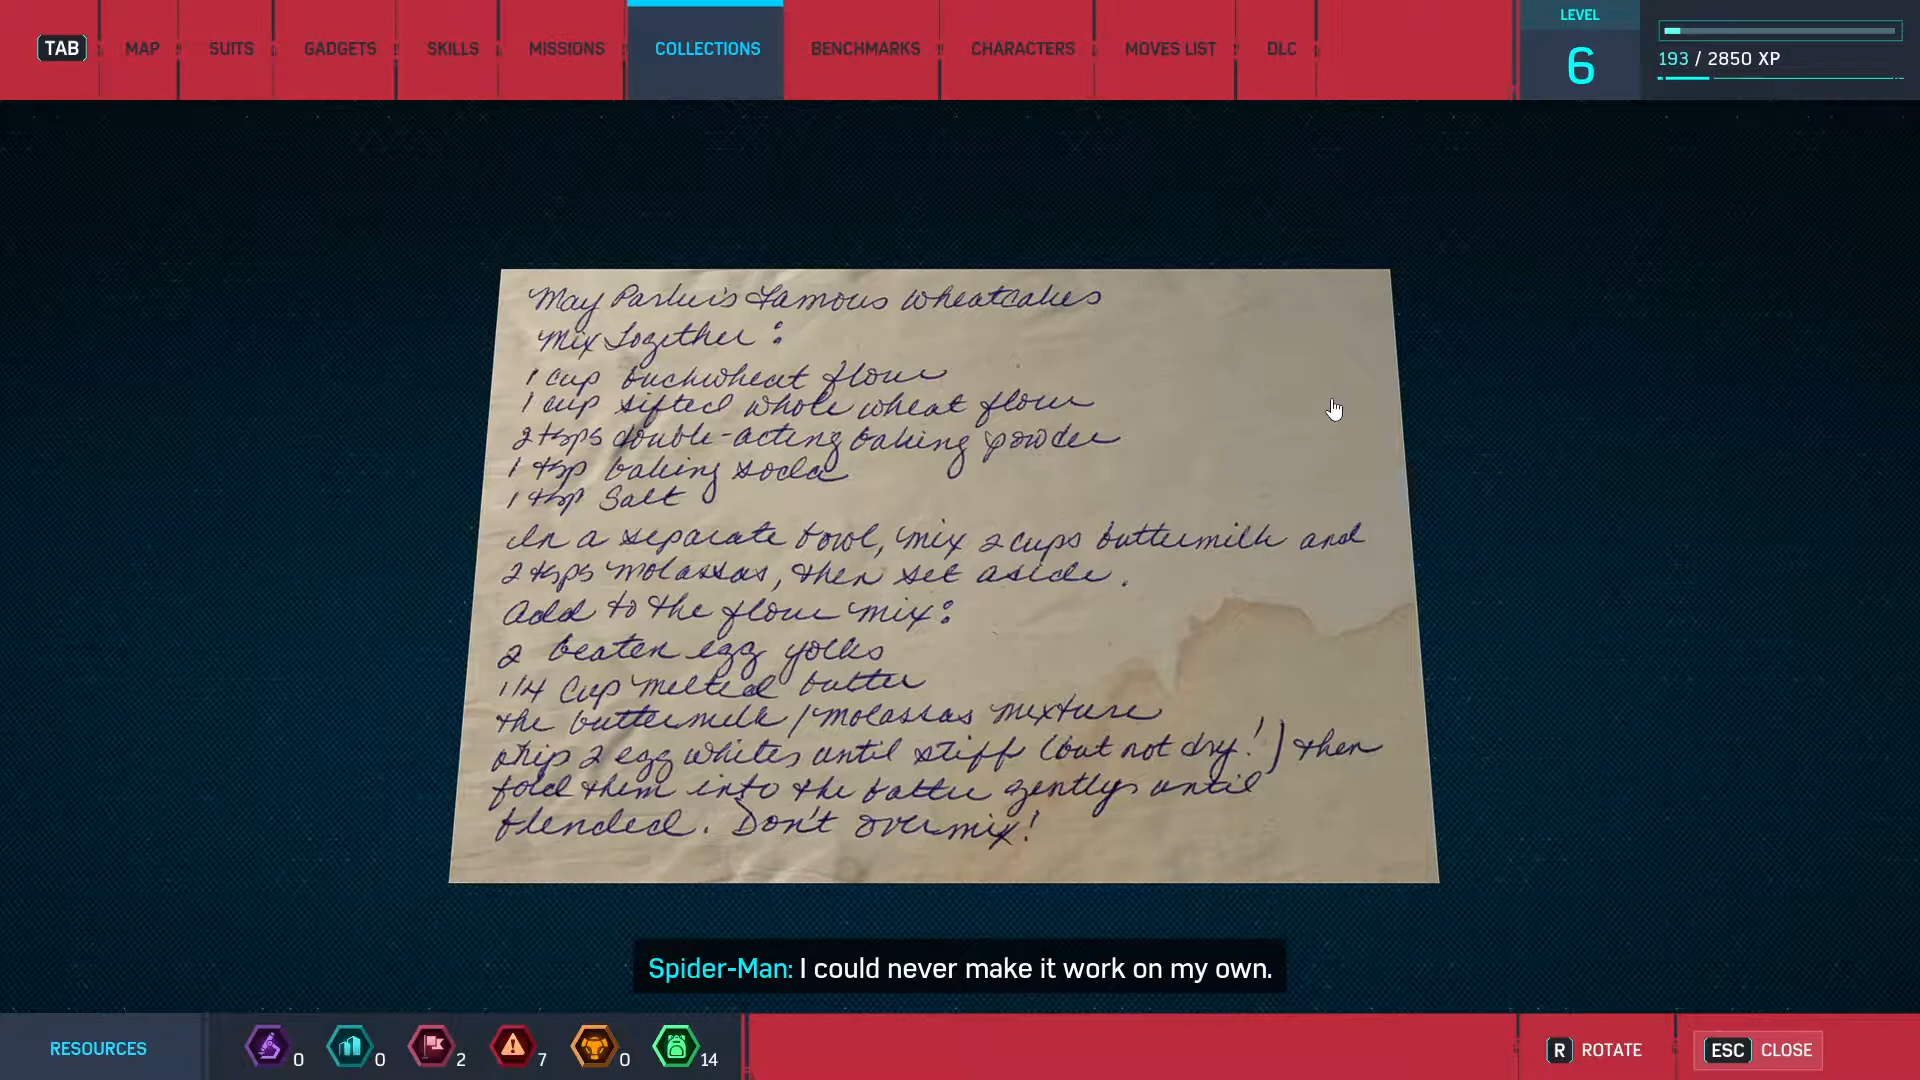 TAB MAP SUITS GADGETS SKILLS MISSIONS COLLECTIONS BENCHMARKS CHARACTERS MOVES LIST DLC
LEVEL
6
193 / 2850 XP
May Parker's Famous Wheatcakes
Mix Together :
1 cup buckwheat flour
1 cup sifted whole wheat flour
2 tsps double-acting baking powder
1 tsp baking soda
1 tsp Salt
In a separate bowl, mix 2 cups buttermilk and
2 tsps molassas, then set aside.
Add to the flour mix:
2 beaten egg yolks
1/4 Cup melted butter
the buttermilk / molassas mixture
whip 2 egg whites until stiff (but not dry!) then
fold them into the batter gently until
blended. Don't overmix!
Spider-Man: I could never make it work on my own.
RESOURCES 0 0 2 7 0 14
R ROTATE ESC CLOSE